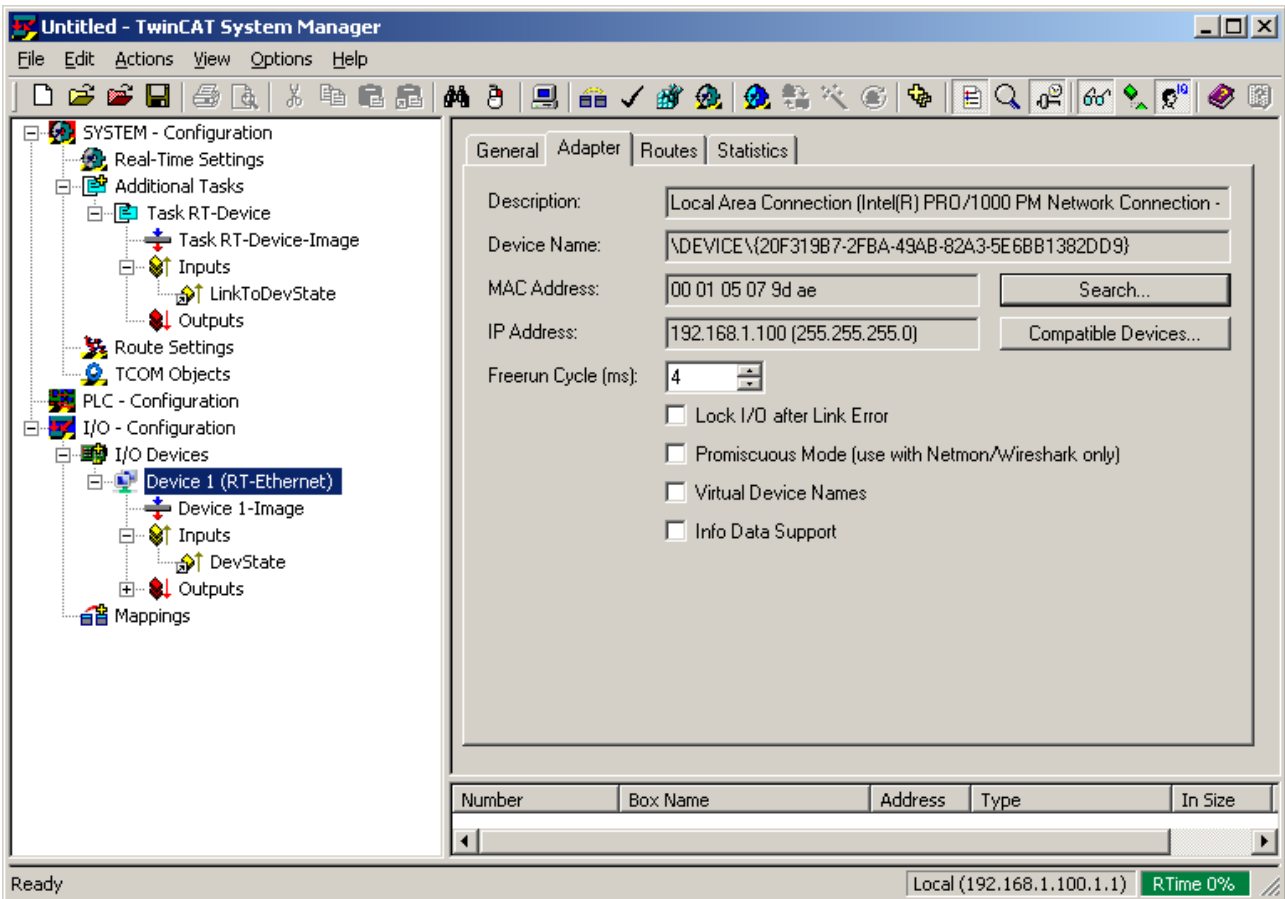 Untitled - TwinCAT System Manager
File Edit Actions View Options Help
SYSTEM - Configuration
Real-Time Settings
Additional Tasks
Task RT-Device
Task RT-Device-Image
Inputs
LinkToDevState
Outputs
Route Settings
TCOM Objects
PLC - Configuration
I/O - Configuration
I/O Devices
Device 1 (RT-Ethernet)
Device 1-Image
Inputs
DevState
Outputs
Mappings
General Adapter Routes Statistics
Description: Local Area Connection (Intel(R) PRO/1000 PM Network Connection -
Device Name: \DEVICE\{20F319B7-2FBA-49AB-82A3-5E6BB1382DD9}
MAC Address: 00 01 05 07 9d ae Search...
IP Address: 192.168.1.100 (255.255.255.0) Compatible Devices...
Freerun Cycle (ms): 4
Lock I/O after Link Error
Promiscuous Mode (use with Netmon/Wireshark only)
Virtual Device Names
Info Data Support
Number Box Name Address Type In Size
Ready Local (192.168.1.100.1.1) RTime 0%